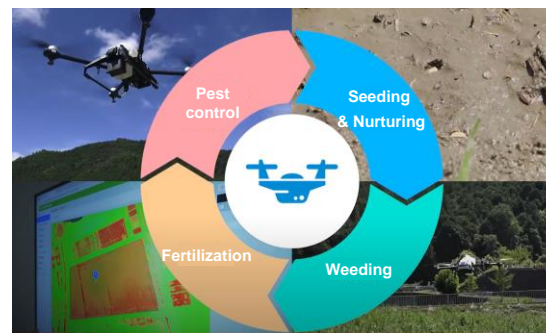 Pest
control
Seeding
& Nurturing
Fertilization
Weeding